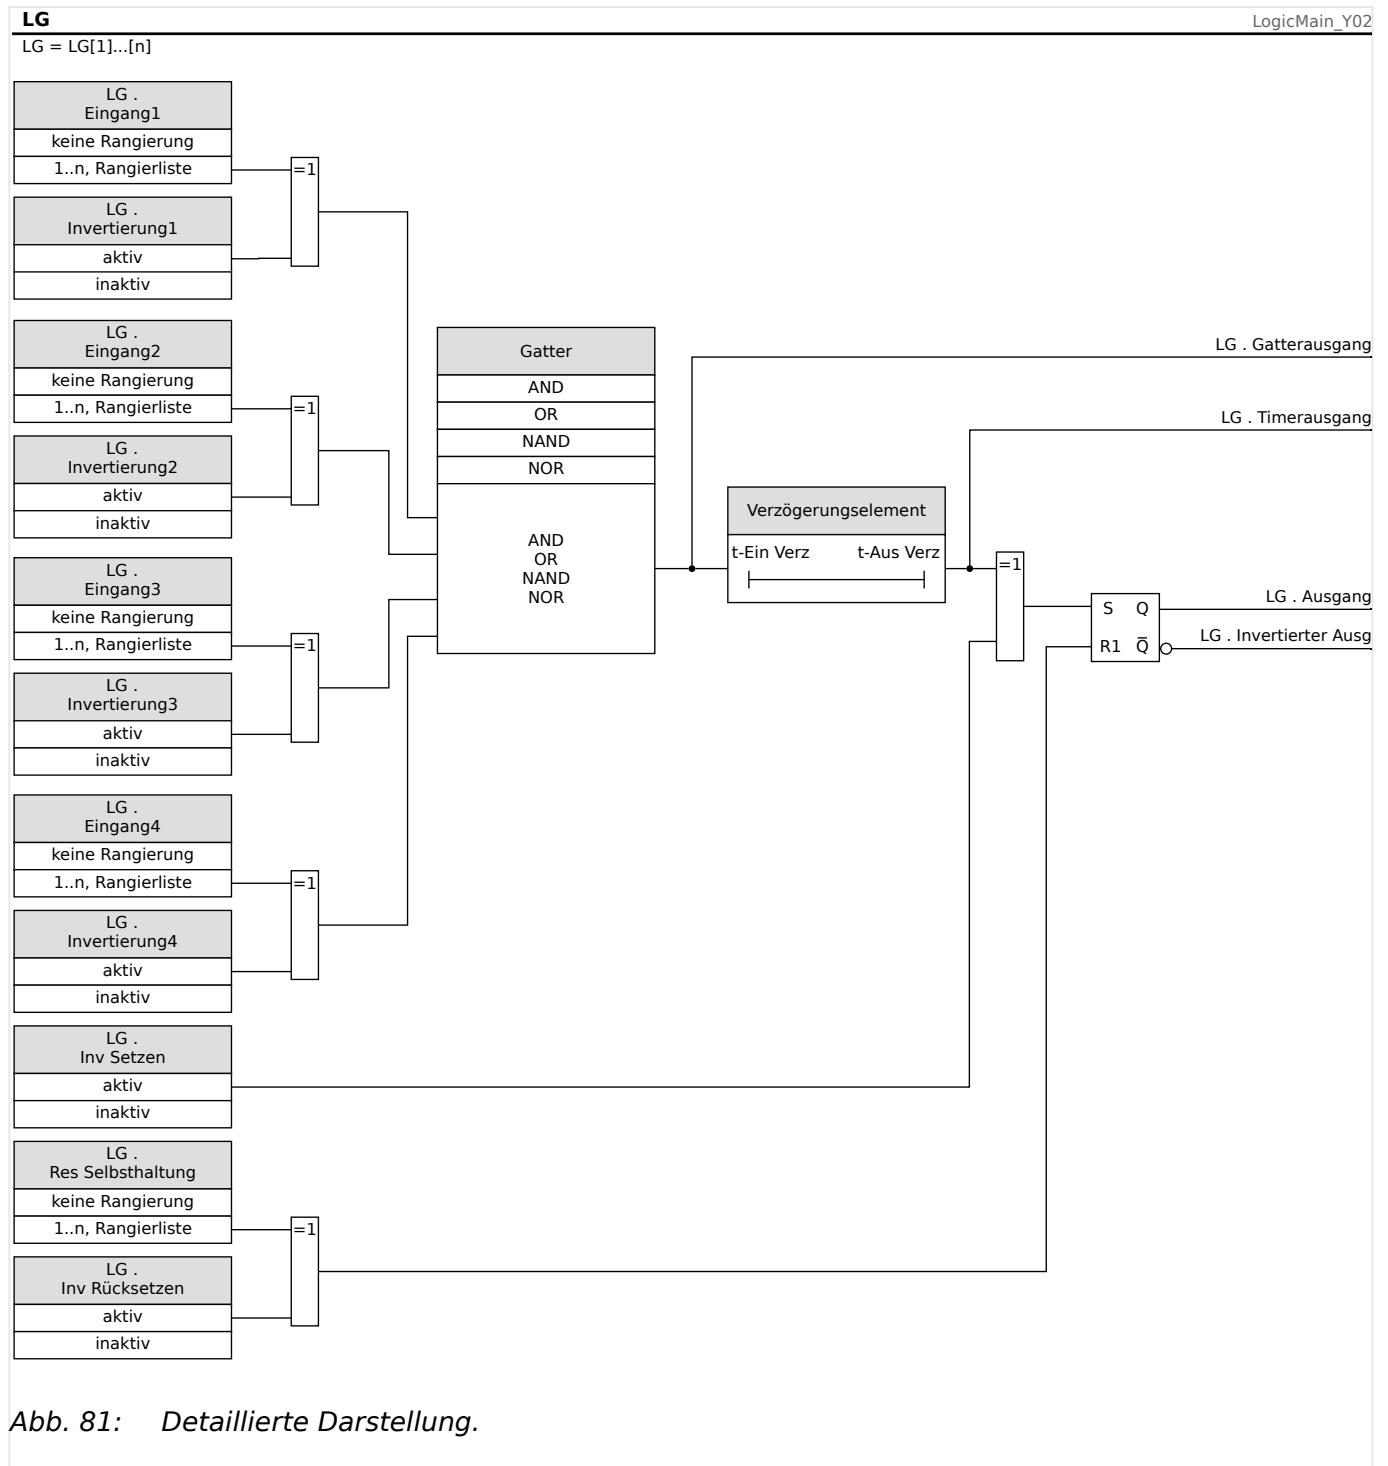 LG
LogicMain_Y02
LG = LG[1]...[n]
LG .
Eingang1
keine Rangierung
1..n, Rangierliste
=1
LG .
Invertierung1
aktiv
inaktiv
LG .
Eingang2
keine Rangierung
1..n, Rangierliste
=1
LG .
Invertierung2
aktiv
inaktiv
LG .
Eingang3
keine Rangierung
1..n, Rangierliste
=1
LG .
Invertierung3
aktiv
inaktiv
LG .
Eingang4
keine Rangierung
1..n, Rangierliste
=1
LG .
Invertierung4
aktiv
inaktiv
LG .
Inv Setzen
aktiv
inaktiv
LG .
Res Selbsthaltung
keine Rangierung
1..n, Rangierliste
=1
LG .
Inv Rücksetzen
aktiv
inaktiv
Gatter
AND
OR
NAND
NOR
AND
OR
NAND
NOR
Verzögerungselement
t-Ein Verz t-Aus Verz
=1
S Q
R1 Q̅
LG . Gatterausgang
LG . Timerausgang
LG . Ausgang
LG . Invertierter Ausg
Abb. 81: Detaillierte Darstellung.